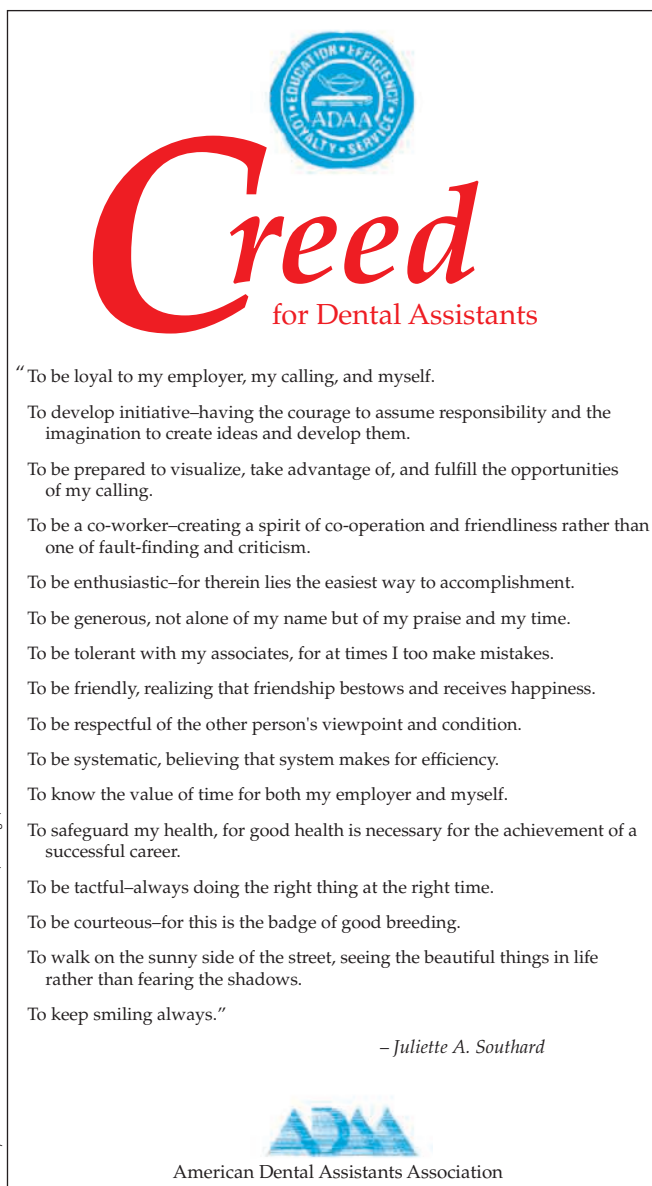 EDUCATION • EFFICIENCY
LOYALTY • SERVICE
ADAA
Creed
for Dental Assistants
“To be loyal to my employer, my calling, and myself.
To develop initiative–having the courage to assume responsibility and the
imagination to create ideas and develop them.
To be prepared to visualize, take advantage of, and fulfill the opportunities
of my calling.
To be a co-worker–creating a spirit of co-operation and friendliness rather than
one of fault-finding and criticism.
To be enthusiastic–for therein lies the easiest way to accomplishment.
To be generous, not alone of my name but of my praise and my time.
To be tolerant with my associates, for at times I too make mistakes.
To be friendly, realizing that friendship bestows and receives happiness.
To be respectful of the other person's viewpoint and condition.
To be systematic, believing that system makes for efficiency.
To know the value of time for both my employer and myself.
To safeguard my health, for good health is necessary for the achievement of a
successful career.
To be tactful–always doing the right thing at the right time.
To be courteous–for this is the badge of good breeding.
To walk on the sunny side of the street, seeing the beautiful things in life
rather than fearing the shadows.
To keep smiling always.”
– Juliette A. Southard
ADAA
American Dental Assistants Association